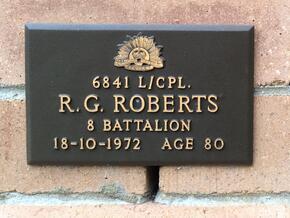 6841 L/CPL.
R.G. ROBERTS
8 BATTALION
18-10-1972 AGE 80